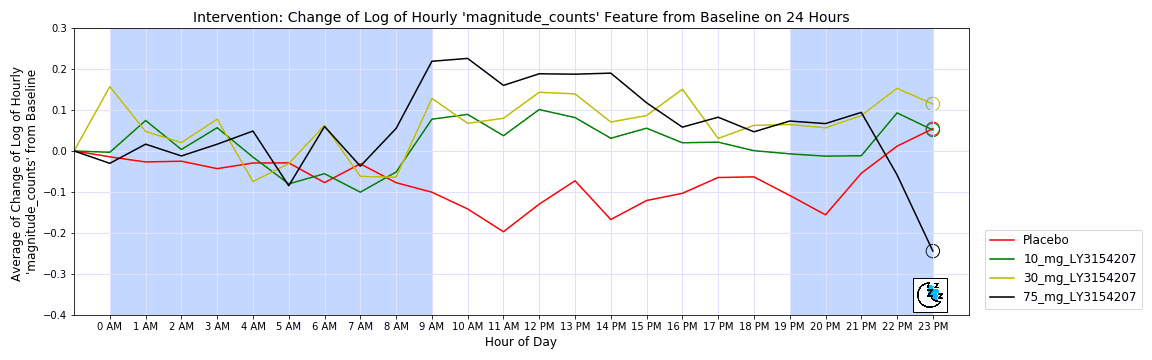 Intervention: Change of Log of Hourly 'magnitude_counts' Feature from Baseline on 24 Hours
Average of Change of Log of Hourly
'magnitude_counts' from Baseline
0.3
0.2
0.1
0.0
−0.1
−0.2
−0.3
−0.4
0 AM 1 AM 2 AM 3 AM 4 AM 5 AM 6 AM 7 AM 8 AM 9 AM 10 AM 11 AM 12 PM 13 PM 14 PM 15 PM 16 PM 17 PM 18 PM 19 PM 20 PM 21 PM 22 PM 23 PM
Hour of Day
Placebo
10_mg_LY3154207
30_mg_LY3154207
75_mg_LY3154207
z z
z z